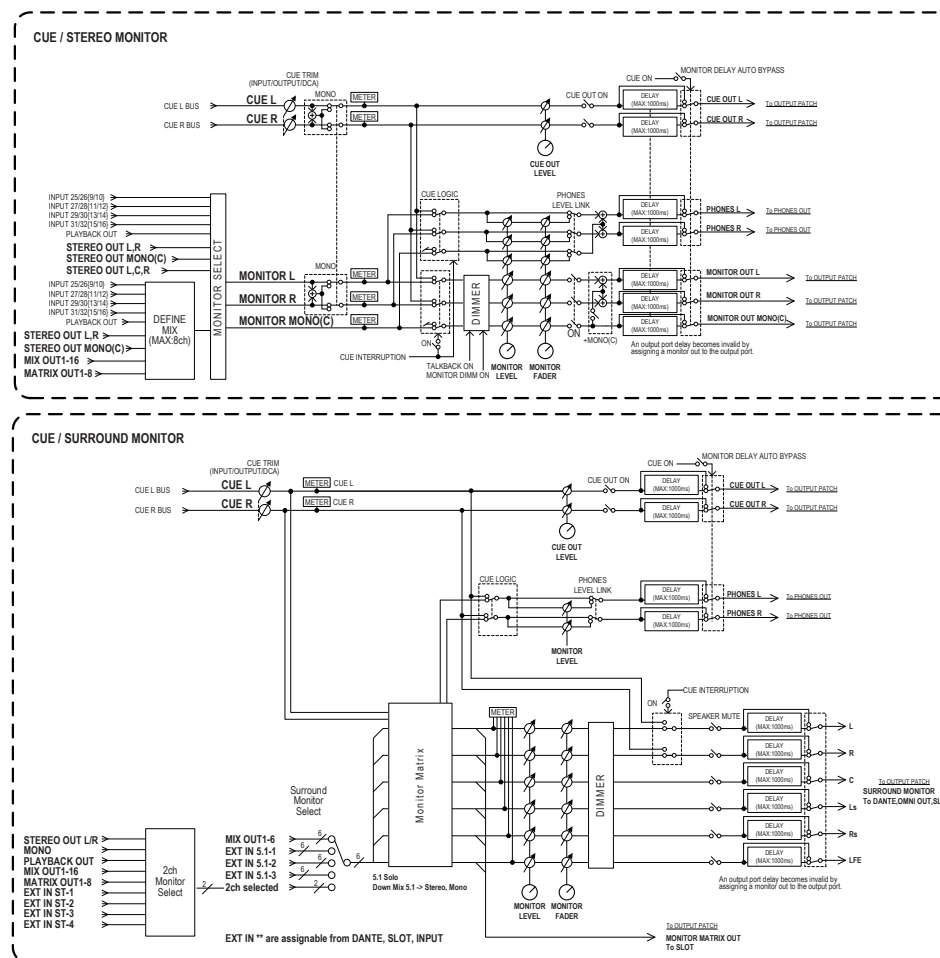 CUE / STEREO MONITOR
CUE TRIM
(INPUT/OUTPUT/DCA)
MONO
METER
CUE L BUS
CUE L
CUE R BUS
CUE R
METER
CUE ON
MONITOR DELAY AUTO BYPASS
CUE OUT ON
DELAY
(MAX:1000ms)
CUE OUT L
To OUTPUT PATCH
DELAY
(MAX:1000ms)
CUE OUT R
To OUTPUT PATCH
CUE OUT
LEVEL
INPUT 25/26(9/10)
INPUT 27/28(11/12)
INPUT 29/30(13/14)
INPUT 31/32(15/16)
PLAYBACK OUT
STEREO OUT L,R
STEREO OUT MONO(C)
STEREO OUT L,C,R
INPUT 25/26(9/10)
INPUT 27/28(11/12)
INPUT 29/30(13/14)
INPUT 31/32(15/16)
PLAYBACK OUT
STEREO OUT L,R
STEREO OUT MONO(C)
MIX OUT1-16
MATRIX OUT1-8
DEFINE
MIX
(MAX:8ch)
MONITOR SELECT
MONITOR L
MONITOR R
MONITOR MONO(C)
MONO
METER
METER
METER
CUE LOGIC
PHONES
LEVEL LINK
DELAY
(MAX:1000ms)
PHONES L
To PHONES OUT
DELAY
(MAX:1000ms)
PHONES R
To PHONES OUT
DIMMER
DELAY
(MAX:1000ms)
MONITOR OUT L
To OUTPUT PATCH
DELAY
(MAX:1000ms)
MONITOR OUT R
To OUTPUT PATCH
DELAY
(MAX:1000ms)
MONITOR OUT MONO(C)
To OUTPUT PATCH
ON
ON
+MONO(C)
CUE INTERRUPTION
TALKBACK ON
MONITOR DIMM ON
MONITOR
LEVEL
MONITOR
FADER
An output port delay becomes invalid by
assigning a monitor out to the output port.
CUE / SURROUND MONITOR
CUE TRIM
(INPUT/OUTPUT/DCA)
CUE L BUS
CUE L
METER
CUE L
CUE R BUS
CUE R
METER
CUE R
CUE ON
MONITOR DELAY AUTO BYPASS
CUE OUT ON
DELAY
(MAX:1000ms)
CUE OUT L
To OUTPUT PATCH
DELAY
(MAX:1000ms)
CUE OUT R
To OUTPUT PATCH
CUE OUT
LEVEL
CUE LOGIC
PHONES
LEVEL LINK
DELAY
(MAX:1000ms)
PHONES L
To PHONES OUT
DELAY
(MAX:1000ms)
PHONES R
To PHONES OUT
MONITOR
LEVEL
CUE INTERRUPTION
ON
METER
SPEAKER MUTE
Monitor Matrix
DIMMER
DELAY
(MAX:1000ms)
L
DELAY
(MAX:1000ms)
R
DELAY
(MAX:1000ms)
C
DELAY
(MAX:1000ms)
Ls
DELAY
(MAX:1000ms)
Rs
DELAY
(MAX:1000ms)
LFE
To OUTPUT PATCH
SURROUND MONITOR
To DANTE,OMNI OUT,SL
An output port delay becomes invalid by
assigning a monitor out to the output port.
STEREO OUT L/R
MONO
PLAYBACK OUT
MIX OUT1-16
MATRIX OUT1-8
EXT IN ST-1
EXT IN ST-2
EXT IN ST-3
EXT IN ST-4
2ch
Monitor
Select
2
Surround
Monitor
Select
MIX OUT1-6
6
EXT IN 5.1-1
6
EXT IN 5.1-2
6
EXT IN 5.1-3
6
2ch selected
2
6
5.1 Solo
Down Mix 5.1 -> Stereo, Mono
MONITOR
LEVEL
MONITOR
FADER
EXT IN ** are assignable from DANTE, SLOT, INPUT
To OUTPUT PATCH
MONITOR MATRIX OUT
To SLOT